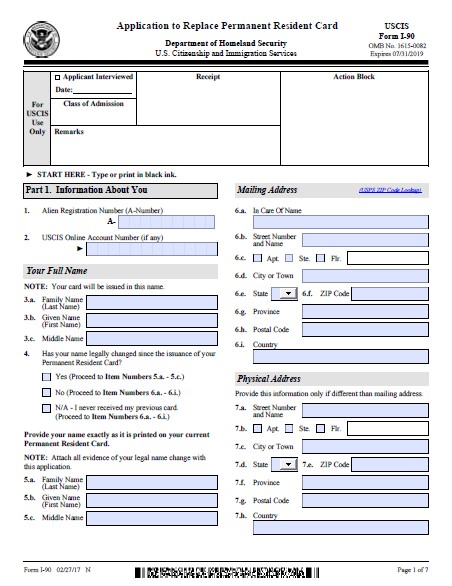 Application to Replace Permanent Resident Card
Department of Homeland Security
U.S. Citizenship and Immigration Services
USCIS
Form I-90
OMB No. 1615-0082
Expires 07/31/2019
For
USCIS
Use
Only
Applicant Interviewed
Date:
Class of Admission
Receipt
Action Block
Remarks
► START HERE - Type or print in black ink.
Part 1. Information About You
1. Alien Registration Number (A-Number)
A-
2. USCIS Online Account Number (if any)
►
Your Full Name
NOTE: Your card will be issued in this name.
3.a. Family Name
(Last Name)
3.b. Given Name
(First Name)
3.c. Middle Name
4. Has your name legally changed since the issuance of your
Permanent Resident Card?
Yes (Proceed to Item Numbers 5.a. - 5.c.)
No (Proceed to Item Numbers 6.a. - 6.i.)
N/A - I never received my previous card.
(Proceed to Item Numbers 6.a. - 6.i.)
Provide your name exactly as it is printed on your current
Permanent Resident Card.
NOTE: Attach all evidence of your legal name change with
this application.
5.a. Family Name
(Last Name)
5.b. Given Name
(First Name)
5.c. Middle Name
Mailing Address
(USPS ZIP Code Lookup)
6.a. In Care Of Name
6.b. Street Number
and Name
6.c. Apt. Ste. Flr.
6.d. City or Town
6.e. State 6.f. ZIP Code
6.g. Province
6.h. Postal Code
6.i. Country
Physical Address
Provide this information only if different than mailing address.
7.a. Street Number
and Name
7.b. Apt. Ste. Flr.
7.c. City or Town
7.d. State 7.e. ZIP Code
7.f. Province
7.g. Postal Code
7.h. Country
Form I-90 02/27/17 N
Page 1 of 7